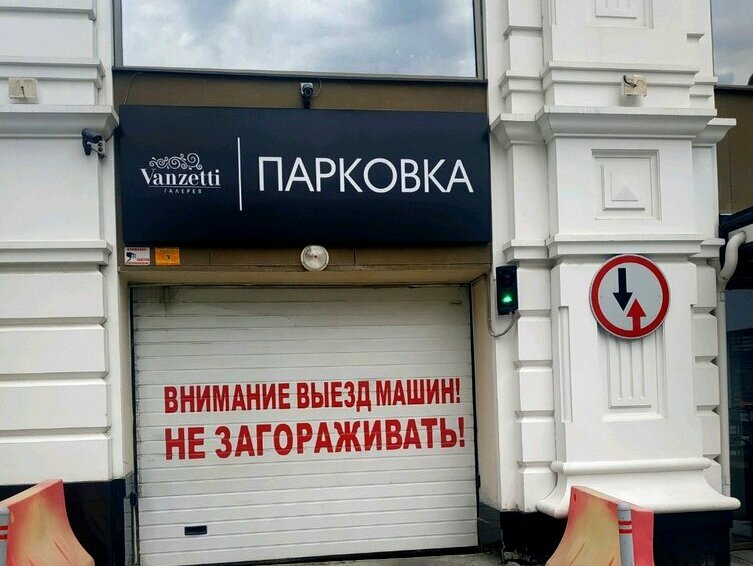 Vanzetti
ГАЛЕРЕЯ
ПАРКОВКА
ВНИМАНИЕ ВЫЕЗД МАШИН!
НЕ ЗАГОРАЖИВАТЬ!